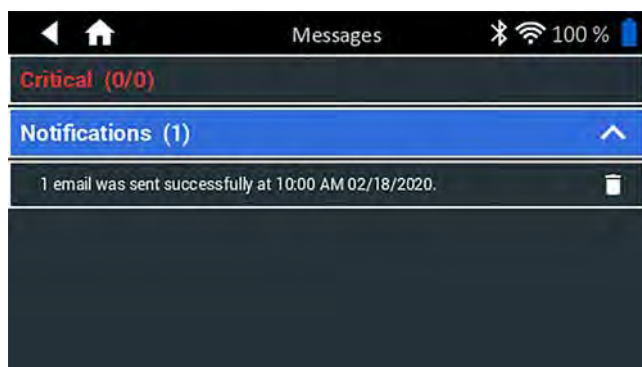 Messages 100 %
Critical (0/0)
Notifications (1)
1 email was sent successfully at 10:00 AM 02/18/2020.